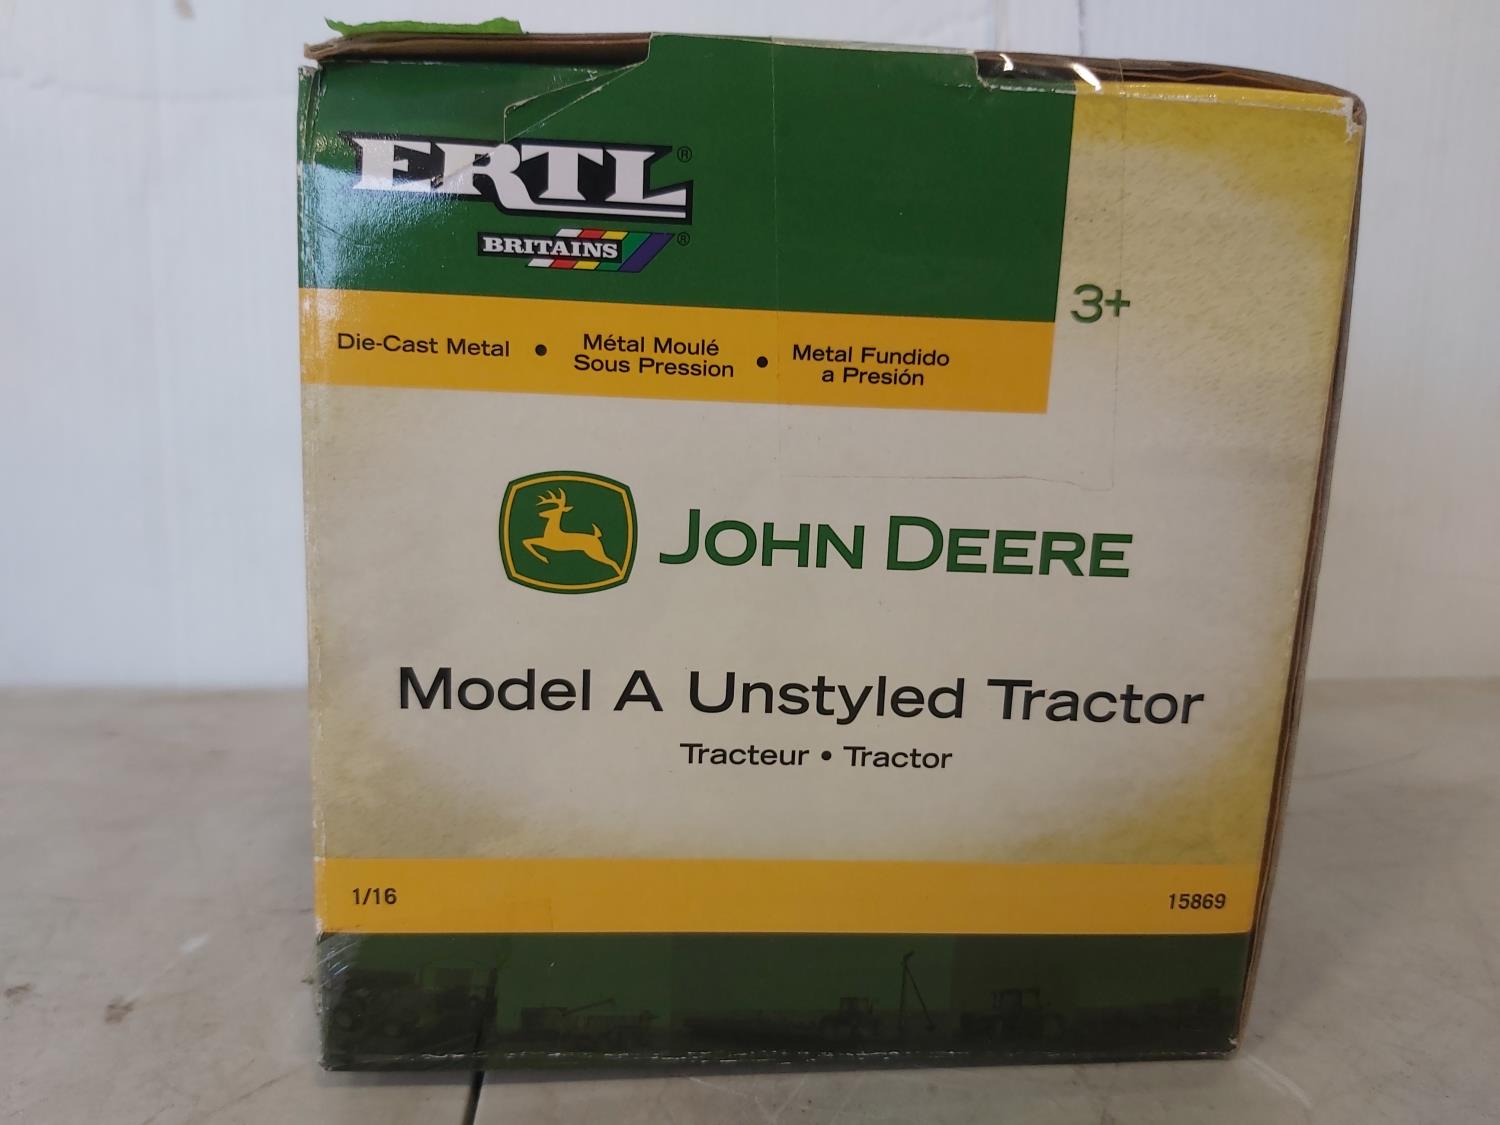 ERTL®
BRITAINS®
3+
Die-Cast Metal • Métal Moulé Sous Pression • Metal Fundido a Presión
JOHN DEERE
Model A Unstyled Tractor
Tracteur • Tractor
1/16
15869